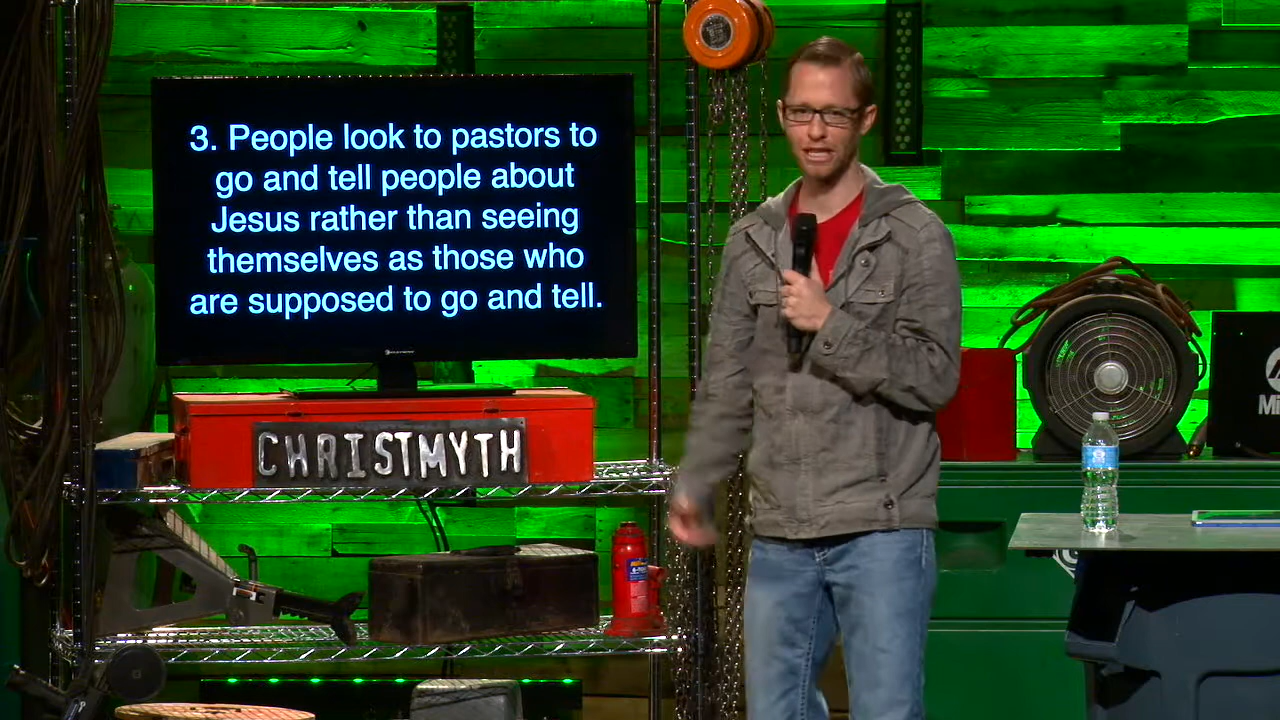 3. People look to pastors to
go and tell people about
Jesus rather than seeing
themselves as those who
are supposed to go and tell.
CHRISTMYTH